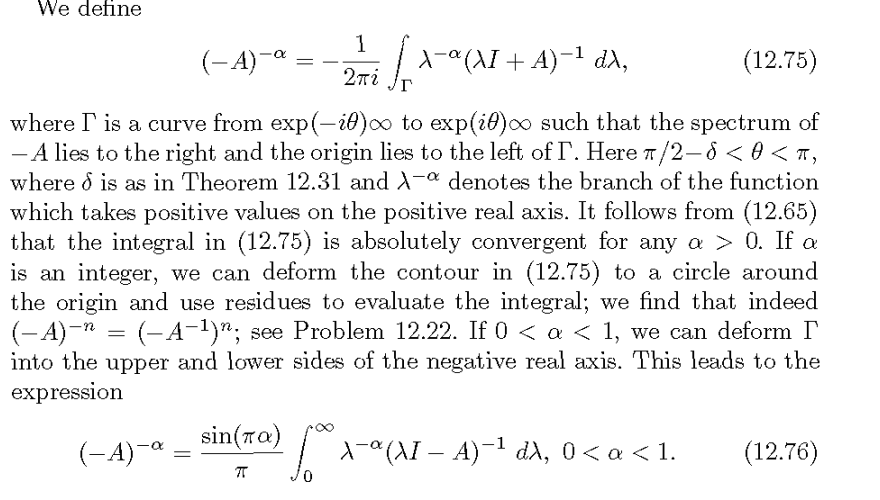 We define
(−A)^{−α} = −\frac{1}{2πi} ∫_Γ λ^{−α}(λI + A)^{−1} dλ, (12.75)
where Γ is a curve from exp(−iθ)∞ to exp(iθ)∞ such that the spectrum of
−A lies to the right and the origin lies to the left of Γ. Here π/2−δ < θ < π,
where δ is as in Theorem 12.31 and λ^{−α} denotes the branch of the function
which takes positive values on the positive real axis. It follows from (12.65)
that the integral in (12.75) is absolutely convergent for any α > 0. If α
is an integer, we can deform the contour in (12.75) to a circle around
the origin and use residues to evaluate the integral; we find that indeed
(−A)^{−n} = (−A^{−1})^n; see Problem 12.22. If 0 < α < 1, we can deform Γ
into the upper and lower sides of the negative real axis. This leads to the
expression
(−A)^{−α} = \frac{sin(πα)}{π} ∫_0^∞ λ^{−α}(λI − A)^{−1} dλ, 0 < α < 1. (12.76)